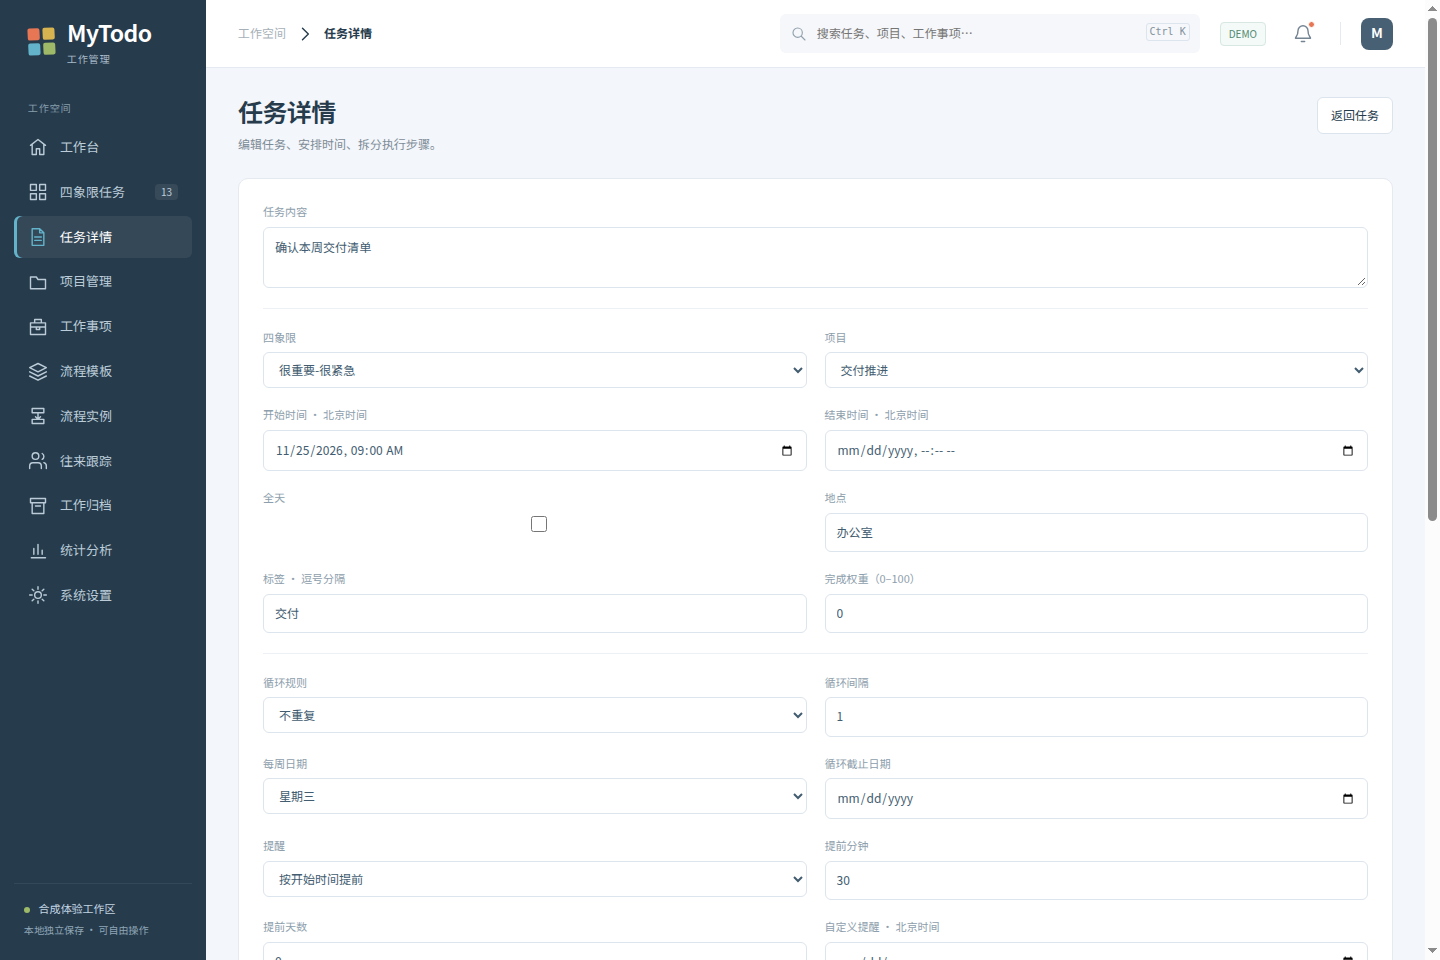 MyTodo
工作管理
工作空间
工作台
四象限任务 13
任务详情
项目管理
工作事项
流程模板
流程实例
往来跟踪
工作归档
统计分析
系统设置
合成体验工作区
本地独立保存 · 可自由操作
工作空间 任务详情
搜索任务、项目、工作事项… Ctrl K
DEMO
M
任务详情
编辑任务、安排时间、拆分执行步骤。
返回任务
任务内容
确认本周交付清单
四象限 项目
很重要-很紧急 交付推进
开始时间 · 北京时间 结束时间 · 北京时间
11/25/2026, 09:00 AM mm/dd/yyyy, --:-- --
全天 地点
办公室
标签 · 逗号分隔 完成权重（0–100）
交付 0
循环规则 循环间隔
不重复 1
每周日期 循环截止日期
星期三 mm/dd/yyyy
提醒 提前分钟
按开始时间提前 30
提前天数 自定义提醒 · 北京时间